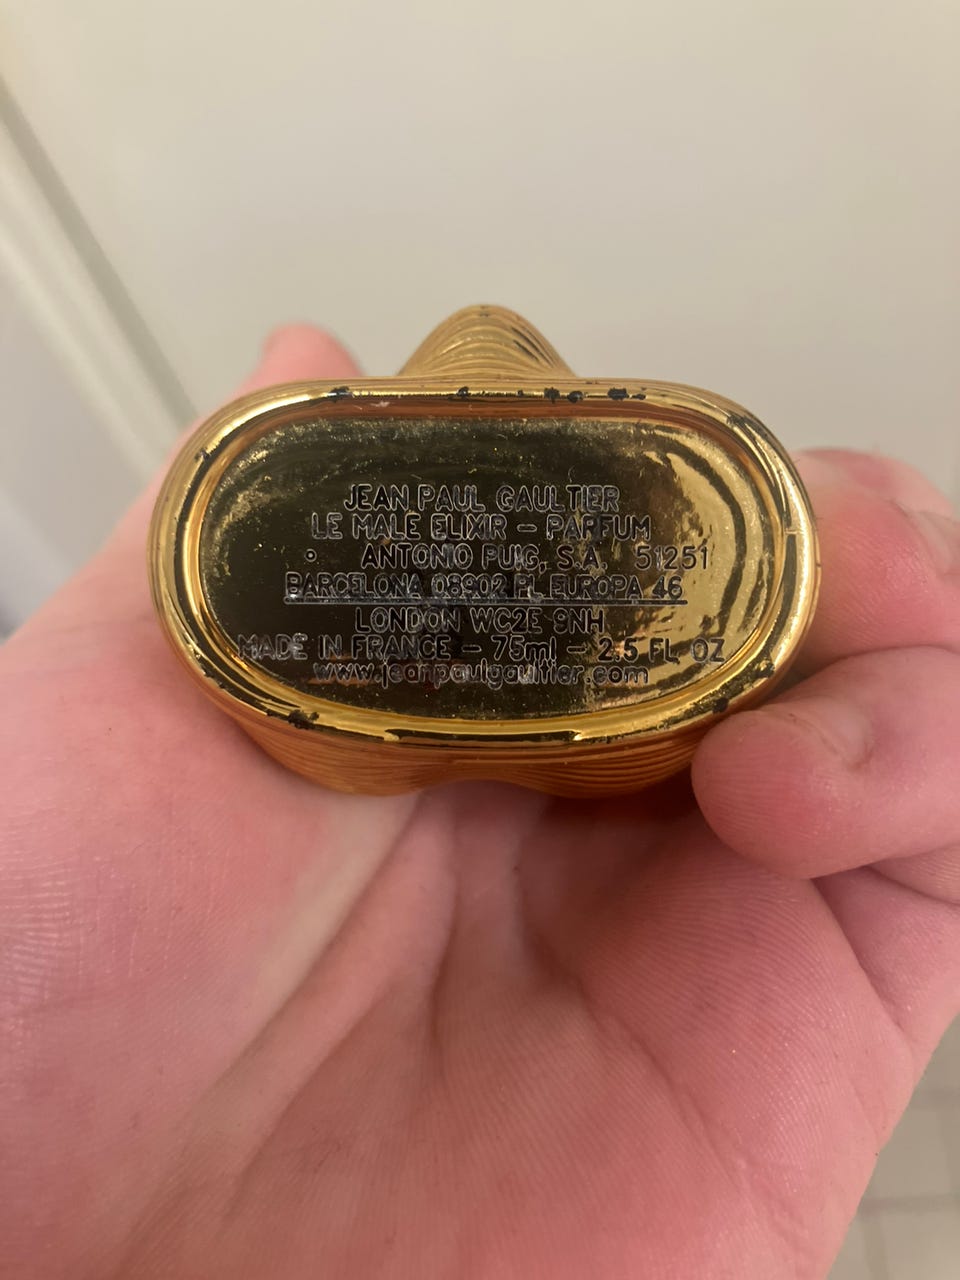 JEAN PAUL GAULTIER
LE MALE ELIXIR – PARFUM
ANTONIO PUIG, S.A. 51251
BARCELONA 08902 PL EUROPA 46
LONDON WC2E 9NH
MADE IN FRANCE – 75ml – 2.5 FL OZ
www.jeanpaulgaultier.com